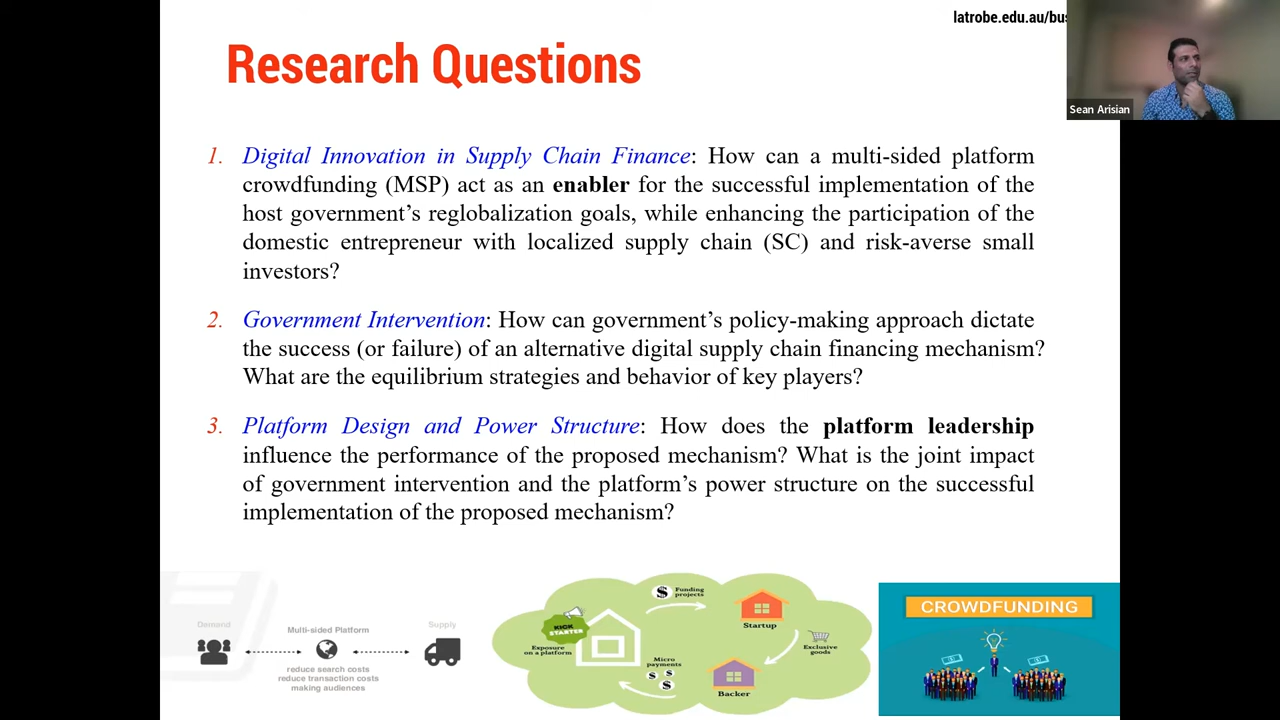 latrobe.edu.au/bus
Research Questions
Sean Arisian
1. Digital Innovation in Supply Chain Finance: How can a multi-sided platform
crowdfunding (MSP) act as an enabler for the successful implementation of the
host government’s reglobalization goals, while enhancing the participation of the
domestic entrepreneur with localized supply chain (SC) and risk-averse small
investors?
2. Government Intervention: How can government’s policy-making approach dictate
the success (or failure) of an alternative digital supply chain financing mechanism?
What are the equilibrium strategies and behavior of key players?
3. Platform Design and Power Structure: How does the platform leadership
influence the performance of the proposed mechanism? What is the joint impact
of government intervention and the platform’s power structure on the successful
implementation of the proposed mechanism?
Demand
Multi-sided Platform
Supply
reduce search costs
reduce transaction costs
making audiences
KICK
STARTER
Exposure
on a platform
$
Funding
projects
Startup
Exclusive
goods
Micro
payments
$ $
$
Backer
CROWDFUNDING